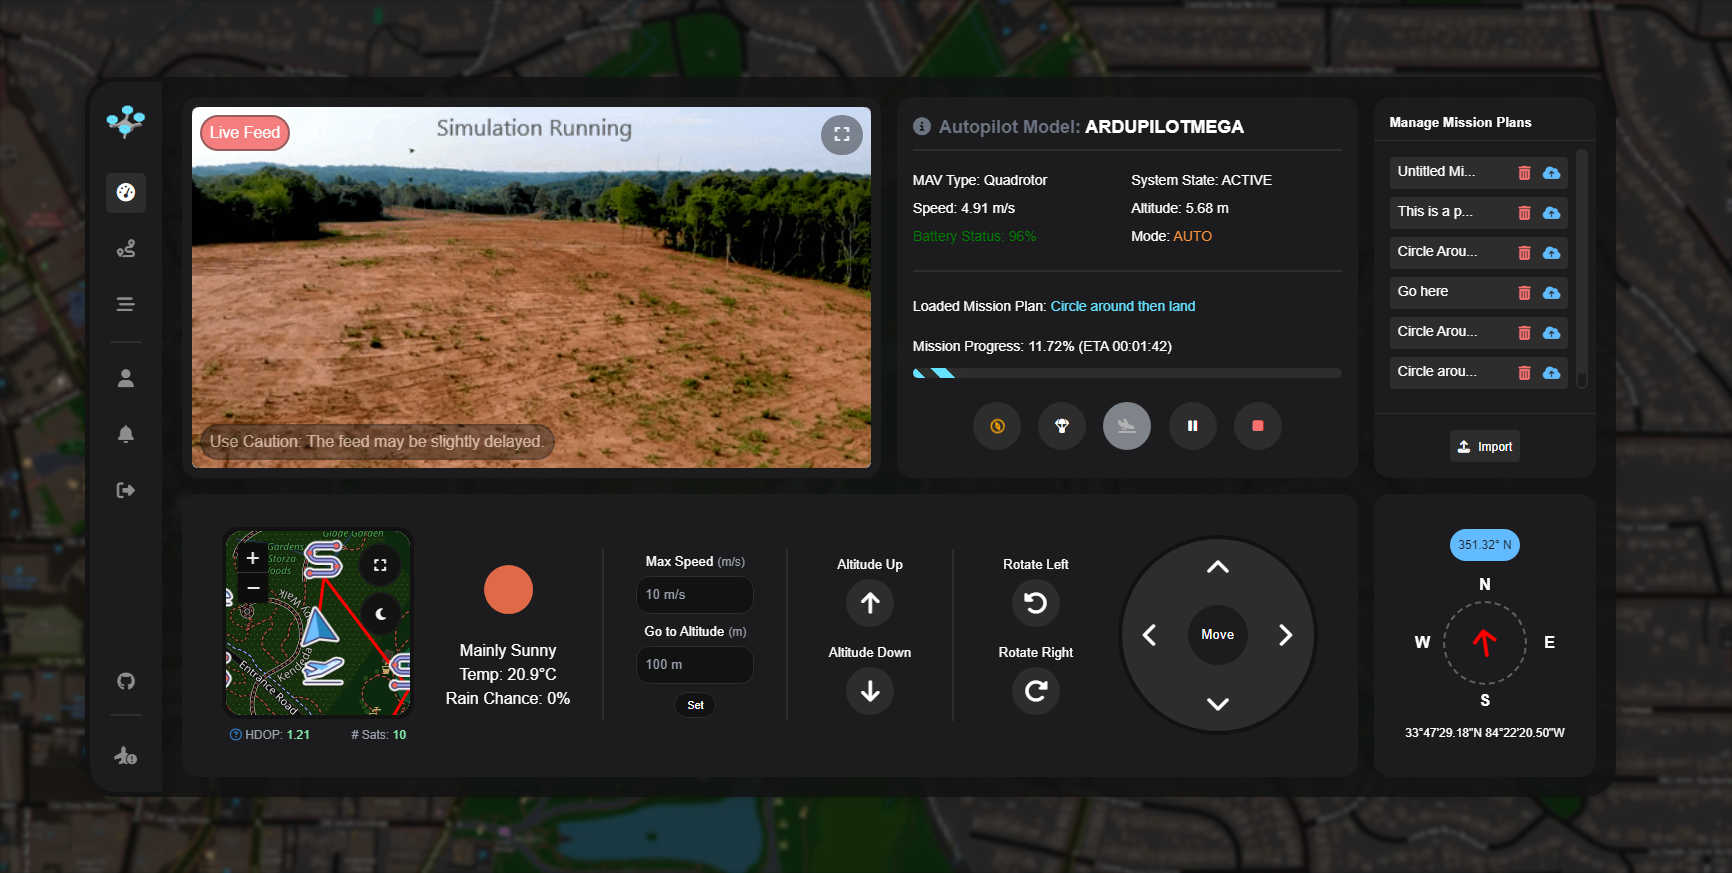 Live Feed
Simulation Running
Use Caution: The feed may be slightly delayed.
Autopilot Model: ARDUPILOTMEGA
MAV Type: Quadrotor
System State: ACTIVE
Speed: 4.91 m/s
Altitude: 5.68 m
Battery Status: 96%
Mode: AUTO
Loaded Mission Plan: Circle around then land
Mission Progress: 11.72% (ETA 00:01:42)
Manage Mission Plans
Untitled Mi...
This is a p...
Circle Arou...
Go here
Circle Arou...
Circle arou...
Import
Glade Garden
Gardens
Storza
Woods
+
−
Kendeda
Entrance Road
HDOP: 1.21
# Sats: 10
Mainly Sunny
Temp: 20.9°C
Rain Chance: 0%
Max Speed (m/s)
10 m/s
Go to Altitude (m)
100 m
Set
Altitude Up
Altitude Down
Rotate Left
Rotate Right
Move
351.32° N
N
W
E
S
33°47'29.18"N 84°22'20.50"W